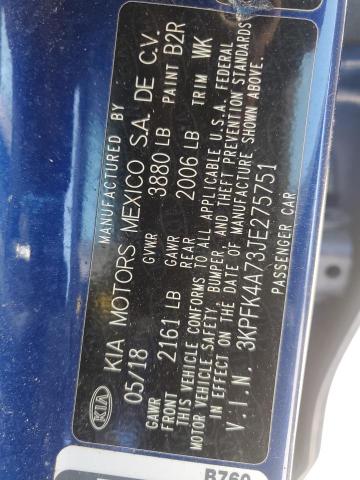 MANUFACTURED BY
KIA KIA MOTORS MEXICO S.A. DE C.V.
05/18 GVWR 3880 LB PAINT B2R
GAWR FRONT 2161 LB GAWR REAR 2006 LB TRIM WK
THIS VEHICLE CONFORMS TO ALL APPLICABLE U.S.A. FEDERAL
MOTOR VEHICLE SAFETY, BUMPER, AND THEFT PREVENTION STANDARDS
IN EFFECT ON THE DATE OF MANUFACTURE SHOWN ABOVE.
V.I.N. 3KPFK4A73JE275751
PASSENGER CAR
B760